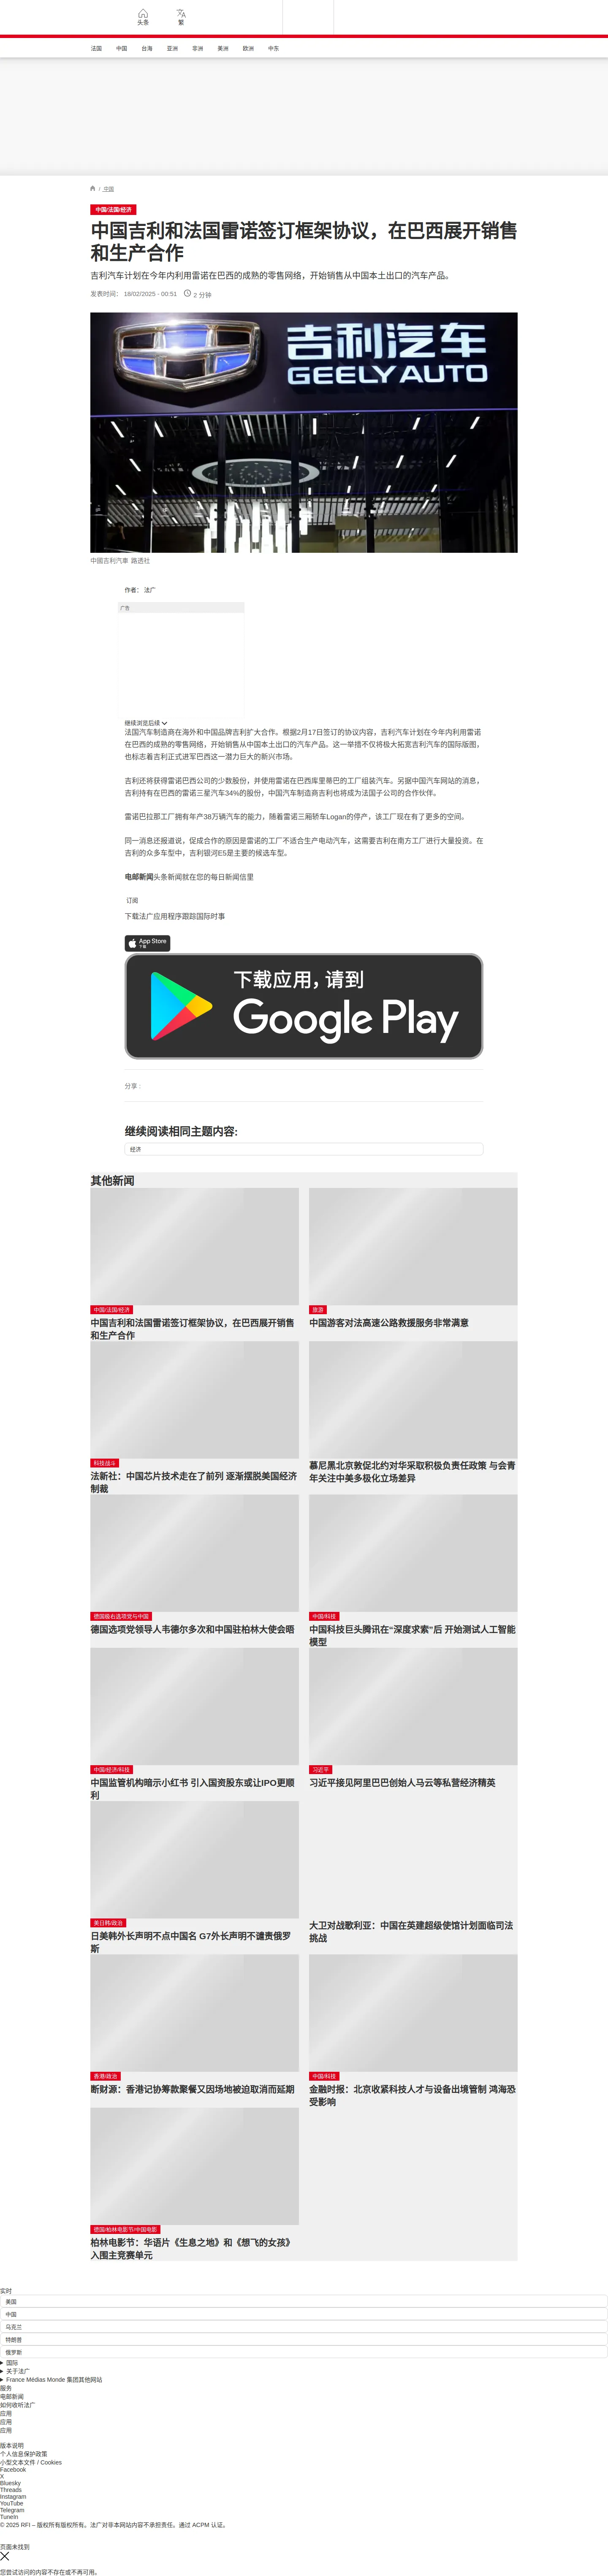 头条
繁
法国 中国 台海 亚洲 非洲 美洲 欧洲 中东
/ 中国
中国/法国/经济
中国吉利和法国雷诺签订框架协议，在巴西展开销售
和生产合作
吉利汽车计划在今年内利用雷诺在巴西的成熟的零售网络，开始销售从中国本土出口的汽车产品。
发表时间： 18/02/2025 - 00:51 2 分钟
吉利汽车
GEELY AUTO
中國吉利汽車 路透社
作者： 法广
广告
继续浏览后续
法国汽车制造商在海外和中国品牌吉利扩大合作。根据2月17日签订的协议内容，吉利汽车计划在今年内利用雷诺
在巴西的成熟的零售网络，开始销售从中国本土出口的汽车产品。这一举措不仅将极大拓宽吉利汽车的国际版图，
也标志着吉利正式进军巴西这一潜力巨大的新兴市场。
吉利还将获得雷诺巴西公司的少数股份，并使用雷诺在巴西库里蒂巴的工厂组装汽车。另据中国汽车网站的消息，
吉利持有在巴西的雷诺三星汽车34%的股份，中国汽车制造商吉利也将成为法国子公司的合作伙伴。
雷诺巴拉那工厂拥有年产38万辆汽车的能力，随着雷诺三厢轿车Logan的停产，该工厂现在有了更多的空间。
同一消息还报道说，促成合作的原因是雷诺的工厂不适合生产电动汽车，这需要吉利在南方工厂进行大量投资。在
吉利的众多车型中，吉利银河E5是主要的候选车型。
电邮新闻头条新闻就在您的每日新闻信里
订阅
下载法广应用程序跟踪国际时事
App Store
下载
下载应用，请到
Google Play
分享 :
继续阅读相同主题内容:
经济
其他新闻
中国/法国/经济
中国吉利和法国雷诺签订框架协议，在巴西展开销售
和生产合作
旅游
中国游客对法高速公路救援服务非常满意
科技战斗
法新社：中国芯片技术走在了前列 逐渐摆脱美国经济
制裁
慕尼黑北京敦促北约对华采取积极负责任政策 与会青
年关注中美多极化立场差异
德国极右选项党与中国
德国选项党领导人韦德尔多次和中国驻柏林大使会晤
中国/科技
中国科技巨头腾讯在“深度求索”后 开始测试人工智能
模型
中国/经济/科技
中国监管机构暗示小红书 引入国资股东或让IPO更顺
利
习近平
习近平接见阿里巴巴创始人马云等私营经济精英
美日韩/政治
日美韩外长声明不点中国名 G7外长声明不谴责俄罗
斯
大卫对战歌利亚：中国在英建超级使馆计划面临司法
挑战
香港/政治
断财源：香港记协筹款聚餐又因场地被迫取消而延期
中国/科技
金融时报：北京收紧科技人才与设备出境管制 鸿海恐
受影响
德国/柏林电影节/中国电影
柏林电影节：华语片《生息之地》和《想飞的女孩》
入围主竞赛单元
实时
美国
中国
乌克兰
特朗普
俄罗斯
国际
关于法广
France Médias Monde 集团其他网站
服务
电邮新闻
如何收听法广
应用
应用
应用
版本说明
个人信息保护政策
小型文本文件 / Cookies
Facebook
X
Bluesky
Threads
Instagram
YouTube
Telegram
TuneIn
© 2025 RFI – 版权所有版权所有。法广对非本网站内容不承担责任。通过 ACPM 认证。
页面未找到
您尝试访问的内容不存在或不再可用。